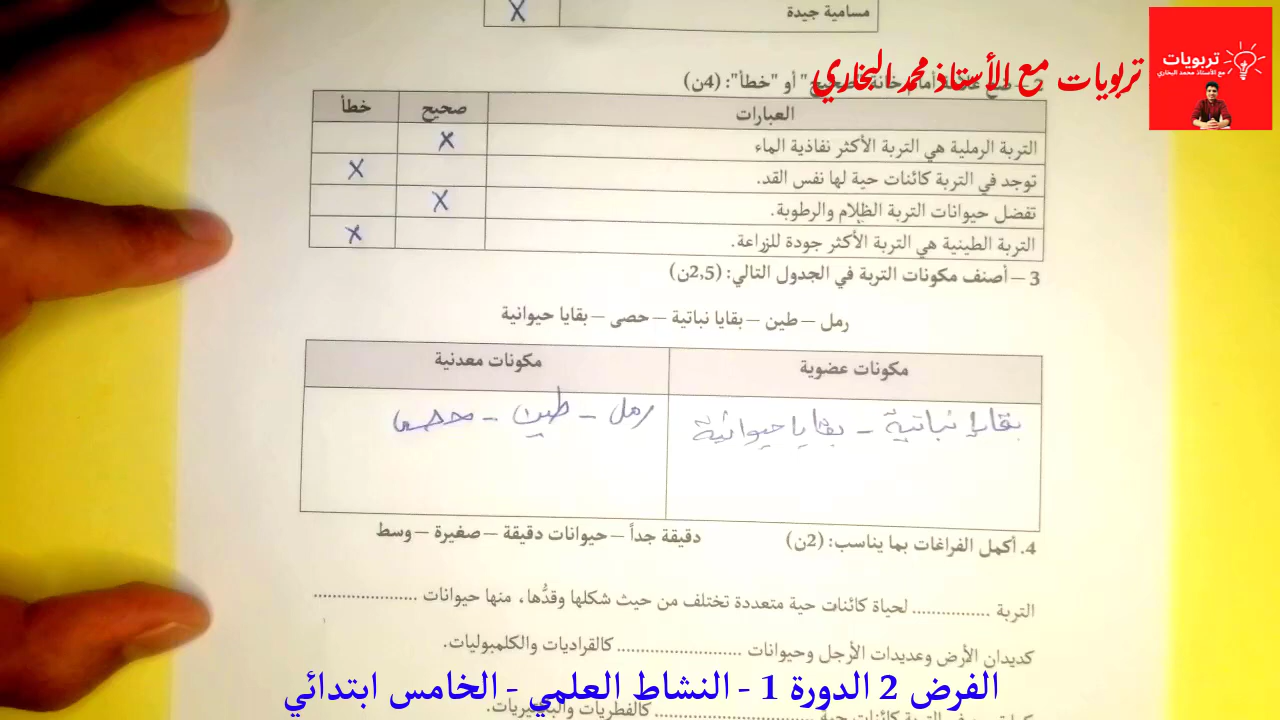 مسامية جيدة X
تربويات
مع الأستاذ محمد البخاري
تربويات مع الأستاذ محمد البخاري
أو "خطأ": (4ن)
العبارات صحيح خطأ
التربة الرملية هي التربة الأكثر نفاذية الماء X
توجد في التربة كائنات حية لها نفس القد. X
تفضل حيوانات التربة الظلام والرطوبة. X
التربة الطينية هي التربة الأكثر جودة للزراعة. X
3 – أصنف مكونات التربة في الجدول التالي: (2,5ن)
رمل – طين – بقايا نباتية – حصى – بقايا حيوانية
مكونات عضوية مكونات معدنية
بقايا نباتية - بقايا حيوانية رمل - طين - حصى
4. أكمل الفراغات بما يناسب: (2ن) دقيقة جداً – حيوانات دقيقة – صغيرة – وسط
التربة ................ لحياة كائنات حية متعددة تختلف من حيث شكلها وقدُّها، منها حيوانات .....................
كديدان الأرض وعديدات الأرجل وحيوانات ......................... كالقراديات والكلمبوليات.
الفرض 2 الدورة 1 - النشاط العلمي - الخامس ابتدائي